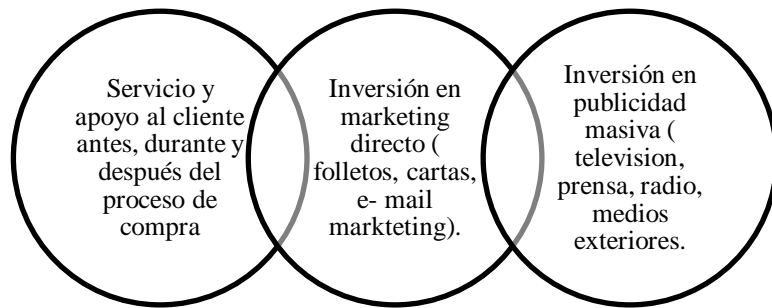 Servicio y
apoyo al cliente
antes, durante y
después del
proceso de
compra
Inversión en
marketing
directo (
folletos, cartas,
e- mail
markteting).
Inversión en
publicidad
masiva (
television,
prensa, radio,
medios
exteriores.